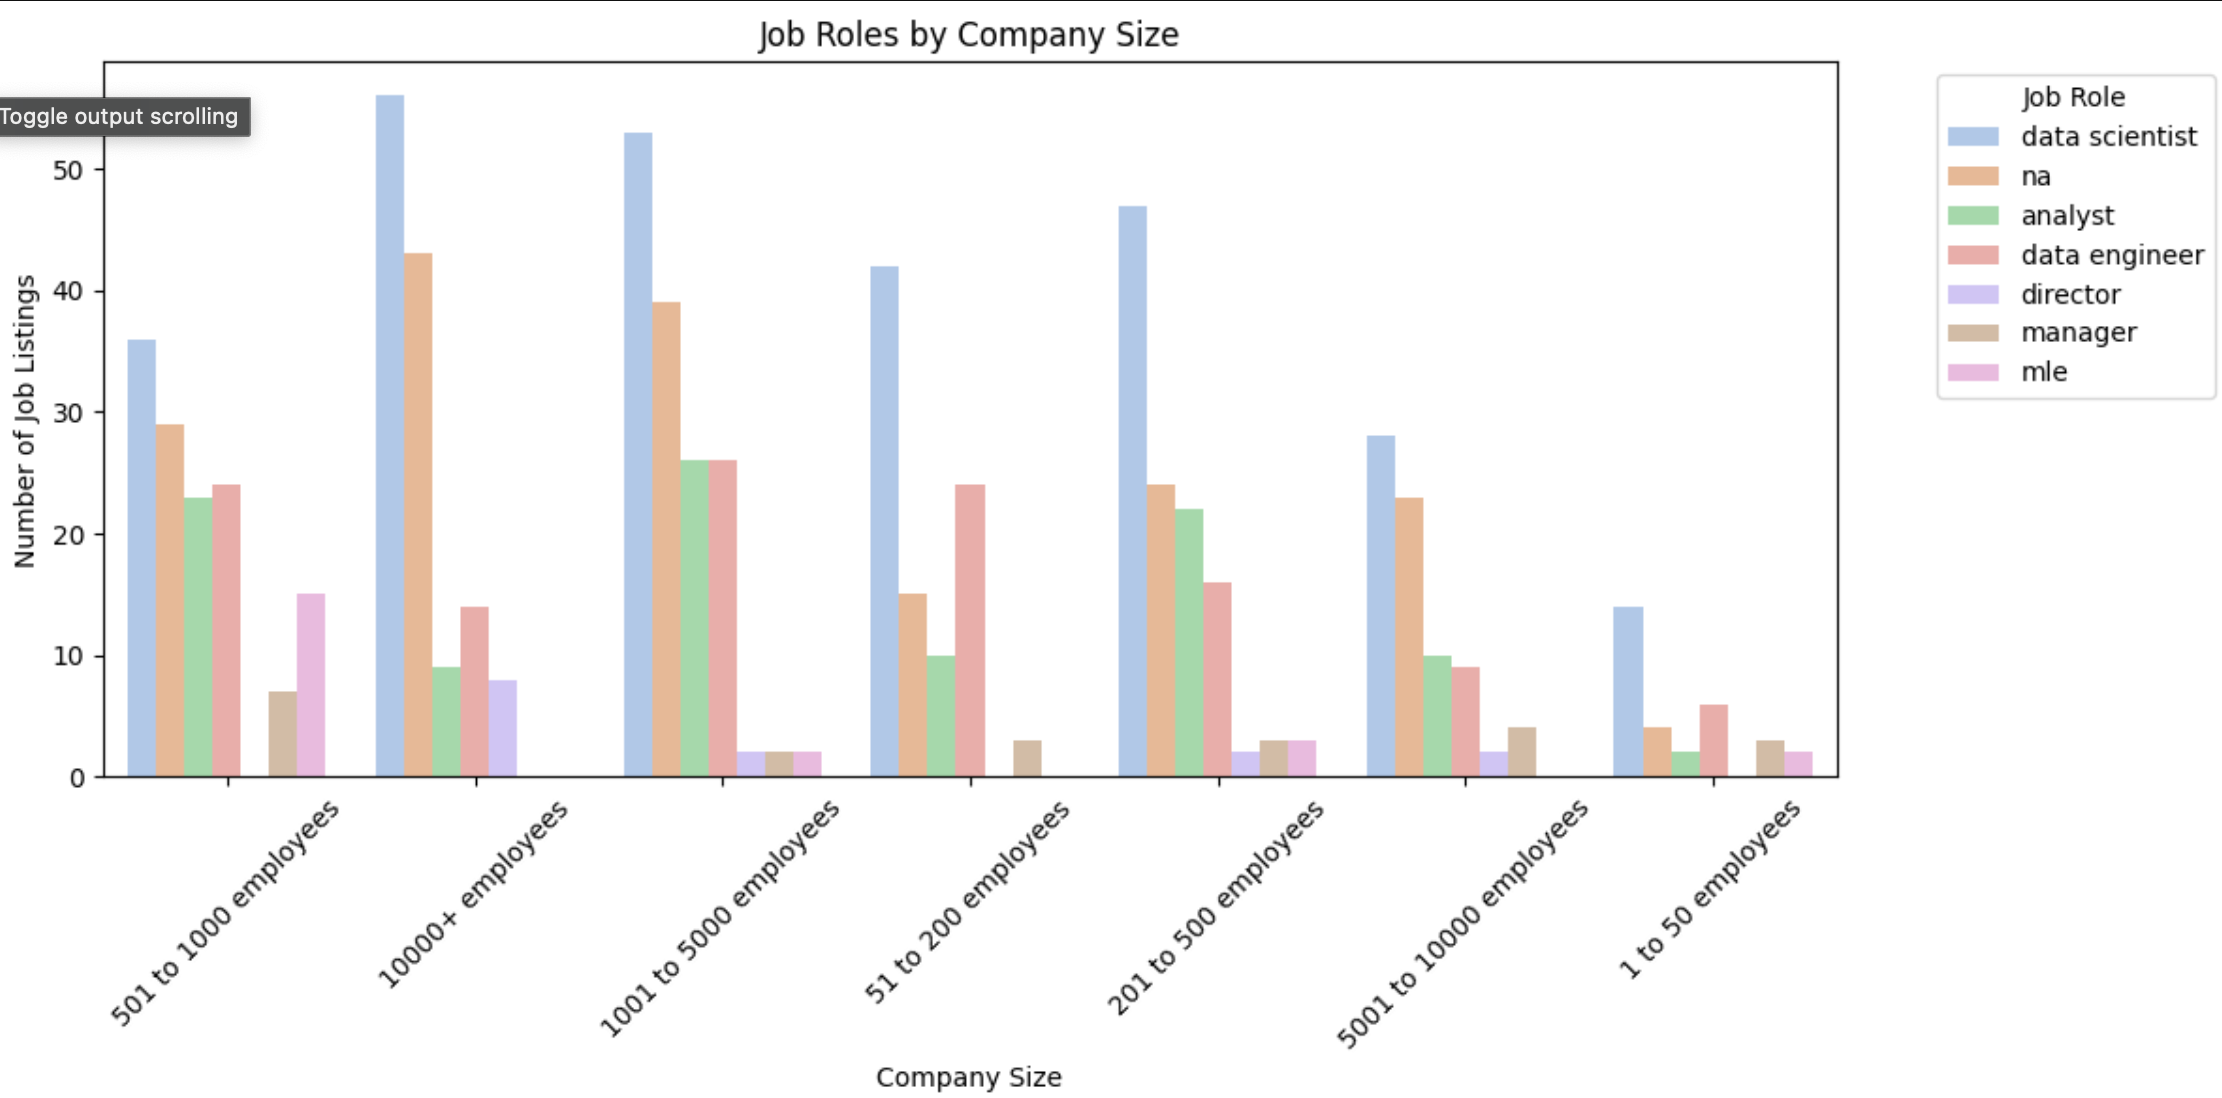 Job Roles by Company Size
Toggle output scrolling
50
40
30
20
10
0
Number of Job Listings
501 to 1000 employees
10000+ employees
1001 to 5000 employees
51 to 200 employees
201 to 500 employees
5001 to 10000 employees
1 to 50 employees
Company Size
Job Role
data scientist
na
analyst
data engineer
director
manager
mle